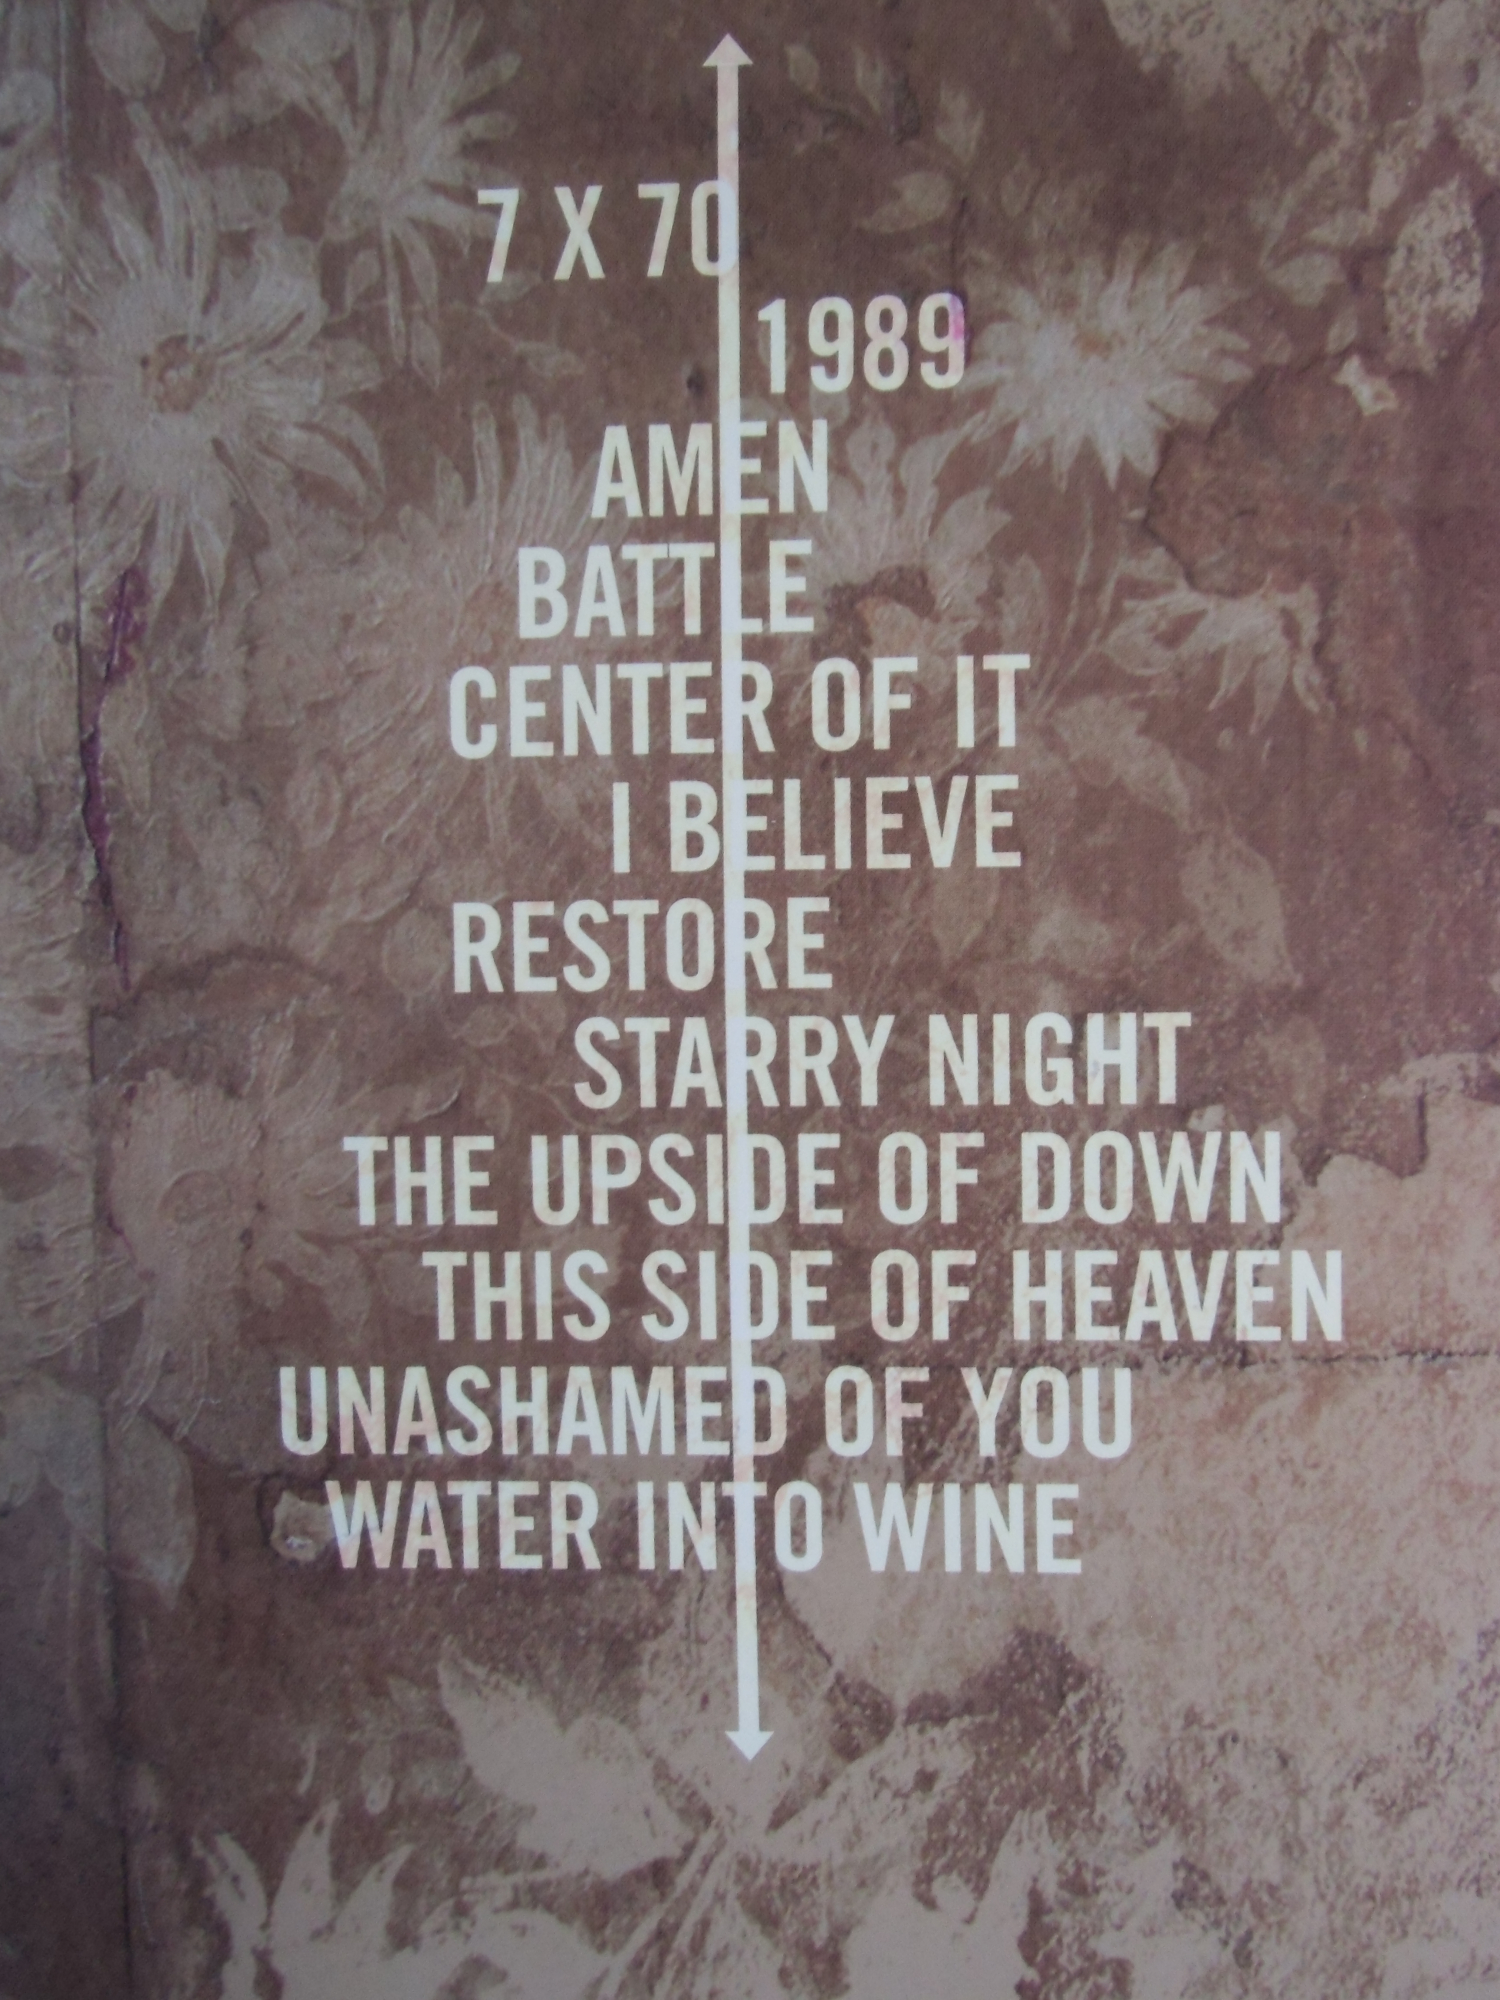 7 X 70
1989
AMEN
BATTLE
CENTER OF IT
I BELIEVE
RESTORE
STARRY NIGHT
THE UPSIDE OF DOWN
THIS SIDE OF HEAVEN
UNASHAMED OF YOU
WATER INTO WINE